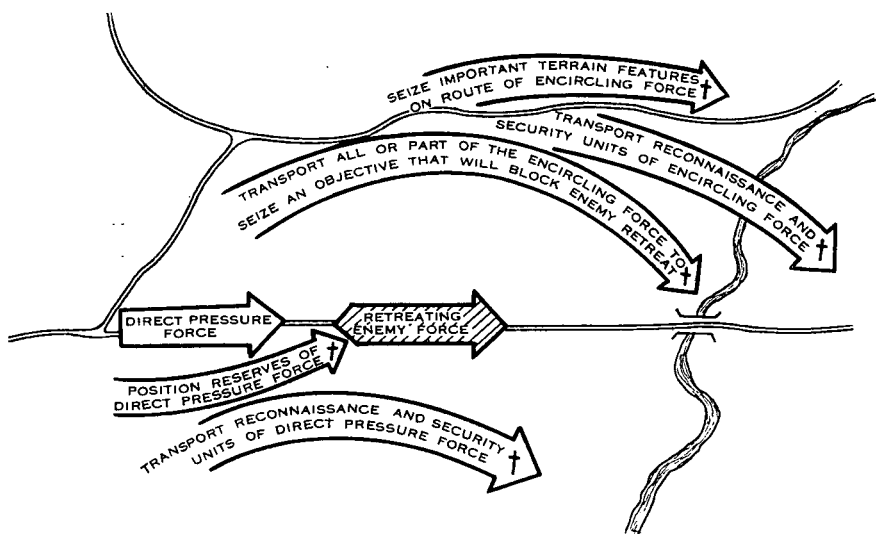 SEIZE IMPORTANT TERRAIN FEATURES
ON ROUTE OF ENCIRCLING FORCE
TRANSPORT RECONNAISSANCE AND
SECURITY UNITS OF ENCIRCLING FORCE
TRANSPORT ALL OR PART OF THE ENCIRCLING FORCE TO
SEIZE AN OBJECTIVE THAT WILL BLOCK ENEMY RETREAT
DIRECT PRESSURE
FORCE
RETREATING
ENEMY FORCE
POSITION RESERVES OF
DIRECT PRESSURE FORCE
TRANSPORT RECONNAISSANCE AND SECURITY
UNITS OF DIRECT PRESSURE FORCE